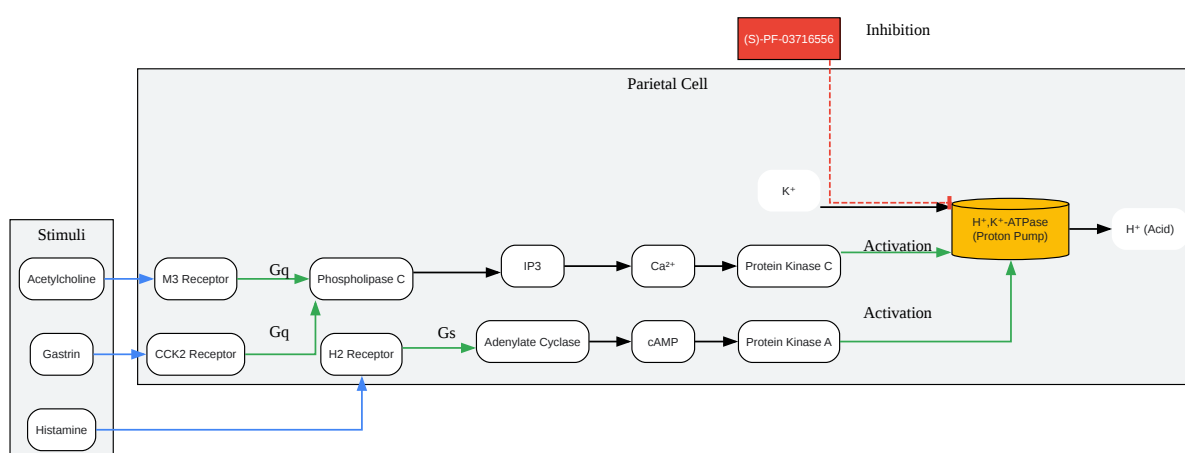 (S)-PF-03716556
Inhibition
Parietal Cell
K⁺
H⁺,K⁺-ATPase
(Proton Pump)
H⁺ (Acid)
Stimuli
Acetylcholine
M3 Receptor
Gq
Phospholipase C
IP3
Ca²⁺
Protein Kinase C
Activation
Gastrin
CCK2 Receptor
Gq
H2 Receptor
Gs
Adenylate Cyclase
cAMP
Protein Kinase A
Activation
Histamine